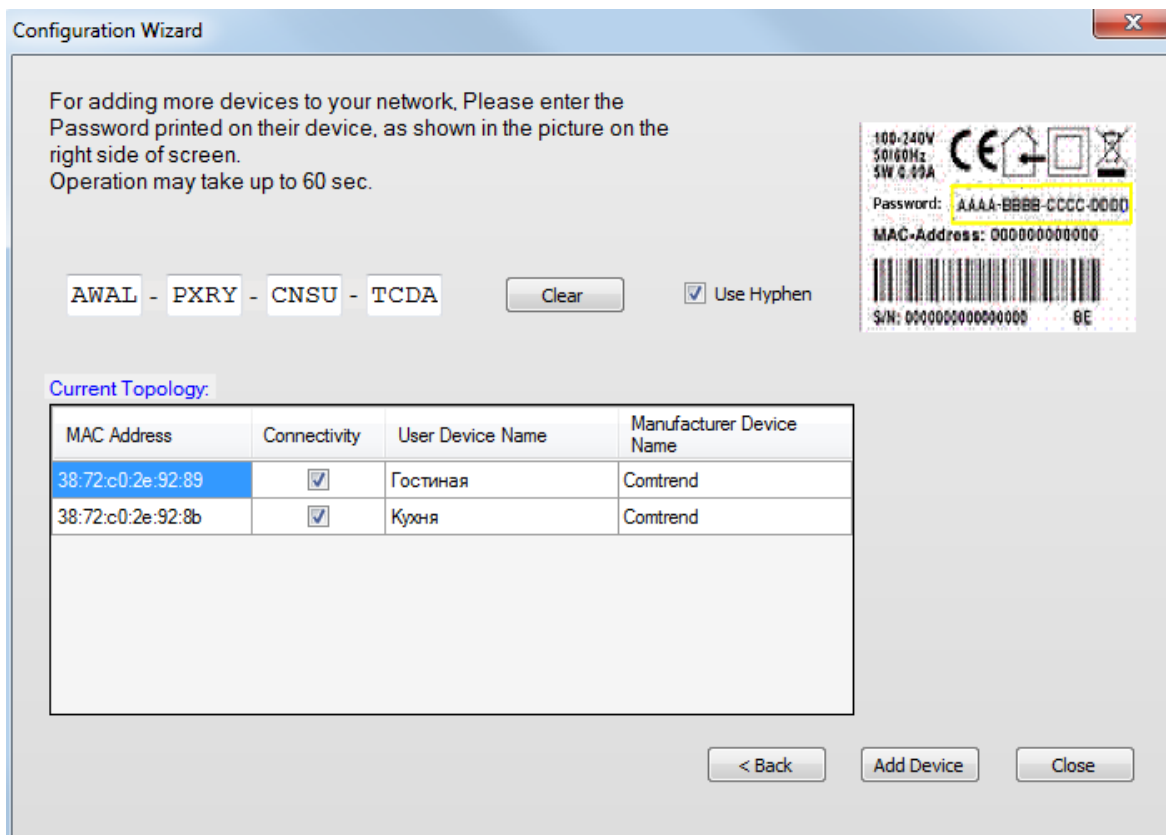 Configuration Wizard
For adding more devices to your network, Please enter the
Password printed on their device, as shown in the picture on the
right side of screen.
Operation may take up to 60 sec.
100-240V
50/60Hz
5W 0.09A
Password: AAAA-BBBB-CCCC-DDDD
MAC-Address: 000000000000
S/N: 0000000000000000 BE
AWAL - PXRY - CNSU - TCDA Clear Use Hyphen
Current Topology:
MAC Address Connectivity User Device Name Manufacturer Device Name
38:72:c0:2e:92:89 Гостиная Comtrend
38:72:c0:2e:92:8b Кухня Comtrend
< Back Add Device Close